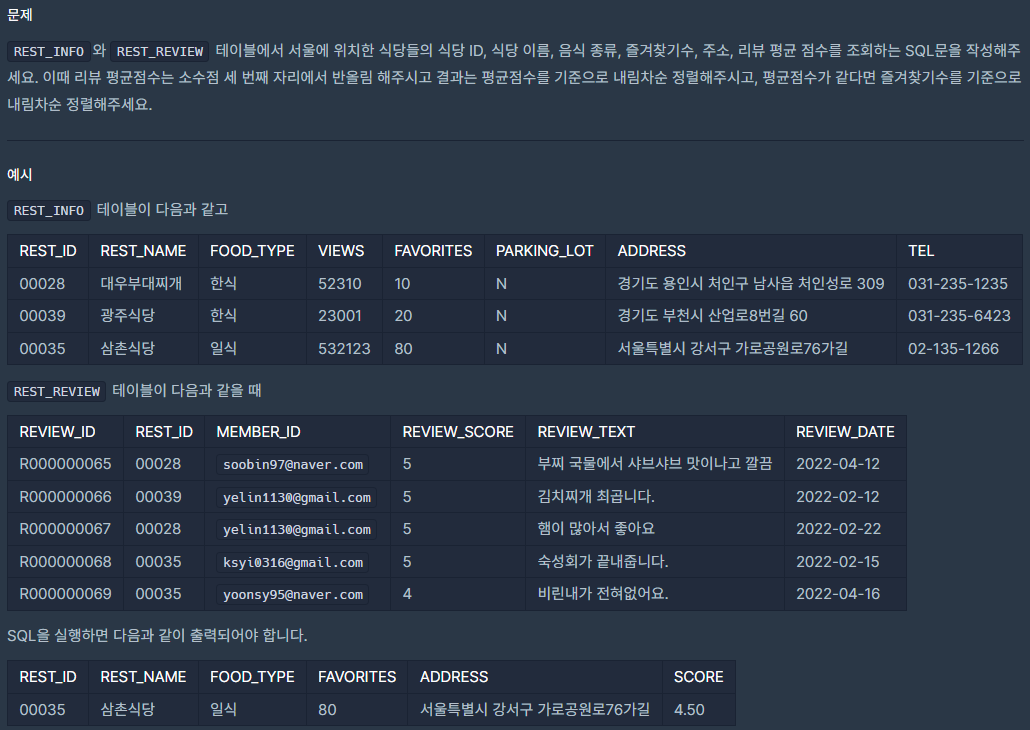 문제
REST_INFO 와 REST_REVIEW 테이블에서 서울에 위치한 식당들의 식당 ID, 식당 이름, 음식 종류, 즐겨찾기수, 주소, 리뷰 평균 점수를 조회하는 SQL문을 작성해주
세요. 이때 리뷰 평균점수는 소수점 세 번째 자리에서 반올림 해주시고 결과는 평균점수를 기준으로 내림차순 정렬해주시고, 평균점수가 같다면 즐겨찾기수를 기준으로
내림차순 정렬해주세요.
예시
REST_INFO 테이블이 다음과 같고
REST_ID REST_NAME FOOD_TYPE VIEWS FAVORITES PARKING_LOT ADDRESS TEL
00028 대우부대찌개 한식 52310 10 N 경기도 용인시 처인구 남사읍 처인성로 309 031-235-1235
00039 광주식당 한식 23001 20 N 경기도 부천시 산업로8번길 60 031-235-6423
00035 삼촌식당 일식 532123 80 N 서울특별시 강서구 가로공원로76가길 02-135-1266
REST_REVIEW 테이블이 다음과 같을 때
REVIEW_ID REST_ID MEMBER_ID REVIEW_SCORE REVIEW_TEXT REVIEW_DATE
R000000065 00028 soobin97@naver.com 5 부찌 국물에서 샤브샤브 맛이나고 깔끔 2022-04-12
R000000066 00039 yelin1130@gmail.com 5 김치찌개 최곱니다. 2022-02-12
R000000067 00028 yelin1130@gmail.com 5 햄이 많아서 좋아요 2022-02-22
R000000068 00035 ksyi0316@gmail.com 5 숙성회가 끝내줍니다. 2022-02-15
R000000069 00035 yoonsy95@naver.com 4 비린내가 전혀없어요. 2022-04-16
SQL을 실행하면 다음과 같이 출력되어야 합니다.
REST_ID REST_NAME FOOD_TYPE FAVORITES ADDRESS SCORE
00035 삼촌식당 일식 80 서울특별시 강서구 가로공원로76가길 4.50